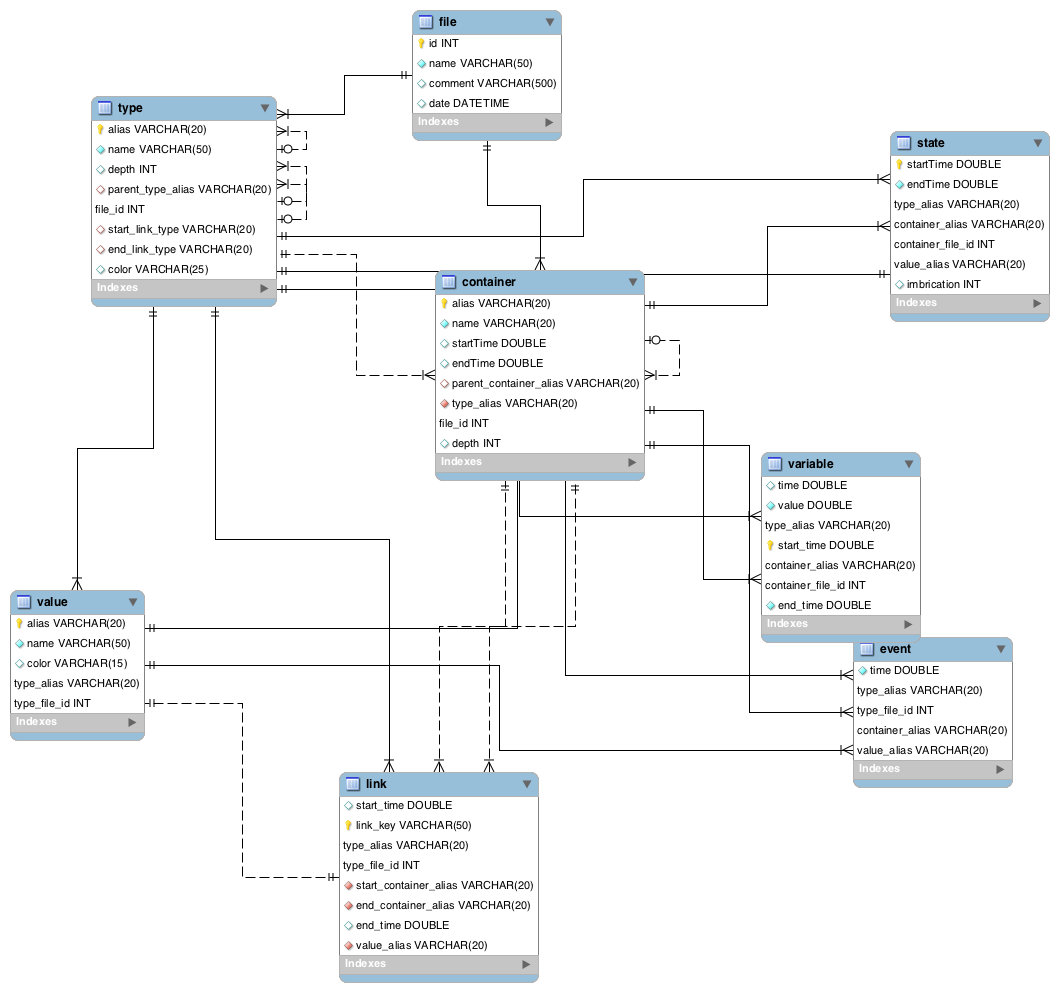 file
id INT
name VARCHAR(50)
comment VARCHAR(500)
date DATETIME
Indexes
type
alias VARCHAR(20)
name VARCHAR(50)
depth INT
parent_type_alias VARCHAR(20)
file_id INT
start_link_type VARCHAR(20)
end_link_type VARCHAR(20)
color VARCHAR(25)
Indexes
state
startTime DOUBLE
endTime DOUBLE
type_alias VARCHAR(20)
container_alias VARCHAR(20)
container_file_id INT
value_alias VARCHAR(20)
imbrication INT
Indexes
container
alias VARCHAR(20)
name VARCHAR(20)
startTime DOUBLE
endTime DOUBLE
parent_container_alias VARCHAR(20)
type_alias VARCHAR(20)
file_id INT
depth INT
Indexes
variable
time DOUBLE
value DOUBLE
type_alias VARCHAR(20)
start_time DOUBLE
container_alias VARCHAR(20)
container_file_id INT
end_time DOUBLE
Indexes
value
alias VARCHAR(20)
name VARCHAR(50)
color VARCHAR(15)
type_alias VARCHAR(20)
type_file_id INT
Indexes
event
time DOUBLE
type_alias VARCHAR(20)
type_file_id INT
container_alias VARCHAR(20)
value_alias VARCHAR(20)
Indexes
link
start_time DOUBLE
link_key VARCHAR(50)
type_alias VARCHAR(20)
type_file_id INT
start_container_alias VARCHAR(20)
end_container_alias VARCHAR(20)
end_time DOUBLE
value_alias VARCHAR(20)
Indexes